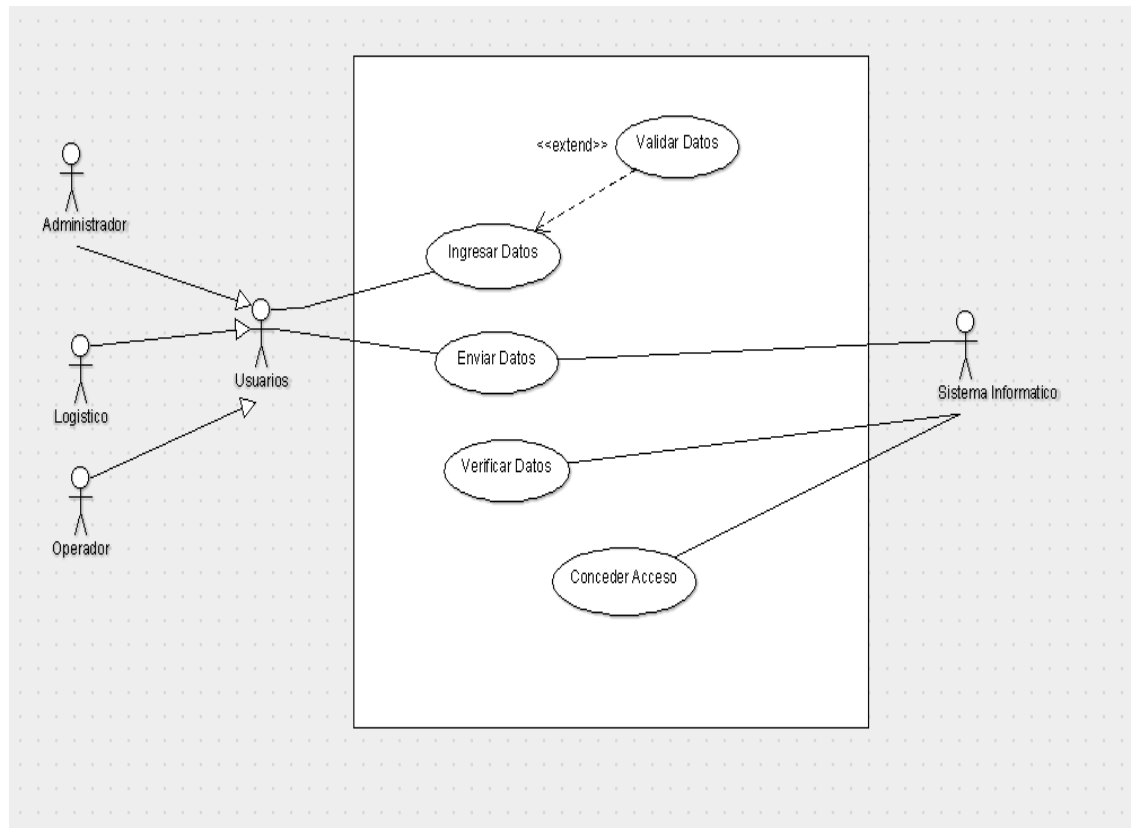 <<extend>>
Validar Datos
Administrador
Ingresar Datos
Usuarios
Enviar Datos
Logistico
Sistema Informatico
Verificar Datos
Operador
Conceder Acceso